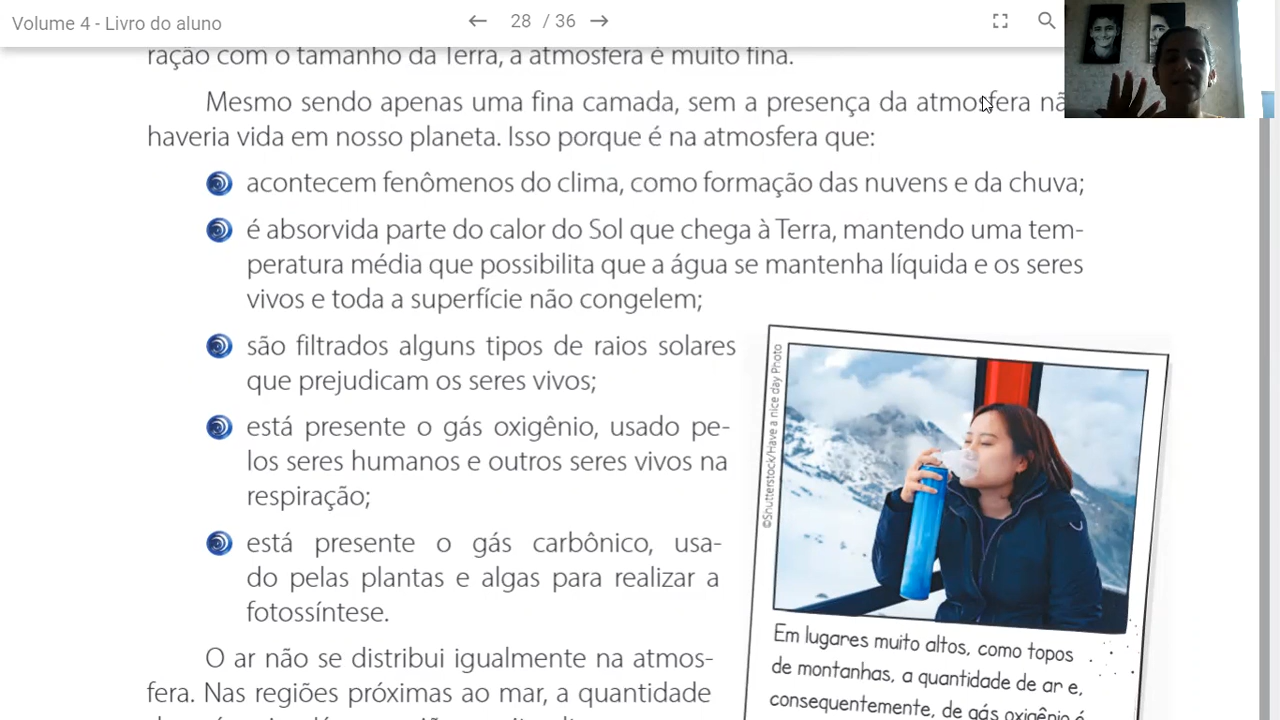 Volume 4 - Livro do aluno
28 / 36
ração com o tamanho da Terra, a atmosfera é muito fina.
Mesmo sendo apenas uma fina camada, sem a presença da atmosfera
haveria vida em nosso planeta. Isso porque é na atmosfera que:
acontecem fenômenos do clima, como formação das nuvens e da chuva;
é absorvida parte do calor do Sol que chega à Terra, mantendo uma tem-
peratura média que possibilita que a água se mantenha líquida e os seres
vivos e toda a superfície não congelem;
são filtrados alguns tipos de raios solares
que prejudicam os seres vivos;
está presente o gás oxigênio, usado pe-
los seres humanos e outros seres vivos na
respiração;
está presente o gás carbônico, usa-
do pelas plantas e algas para realizar a
fotossíntese.
O ar não se distribui igualmente na atmos-
fera. Nas regiões próximas ao mar, a quantidade
©Shutterstock/Have a nice day Photo
Em lugares muito altos, como topos
de montanhas, a quantidade de ar e,
consequentemente, de gás oxigênio é